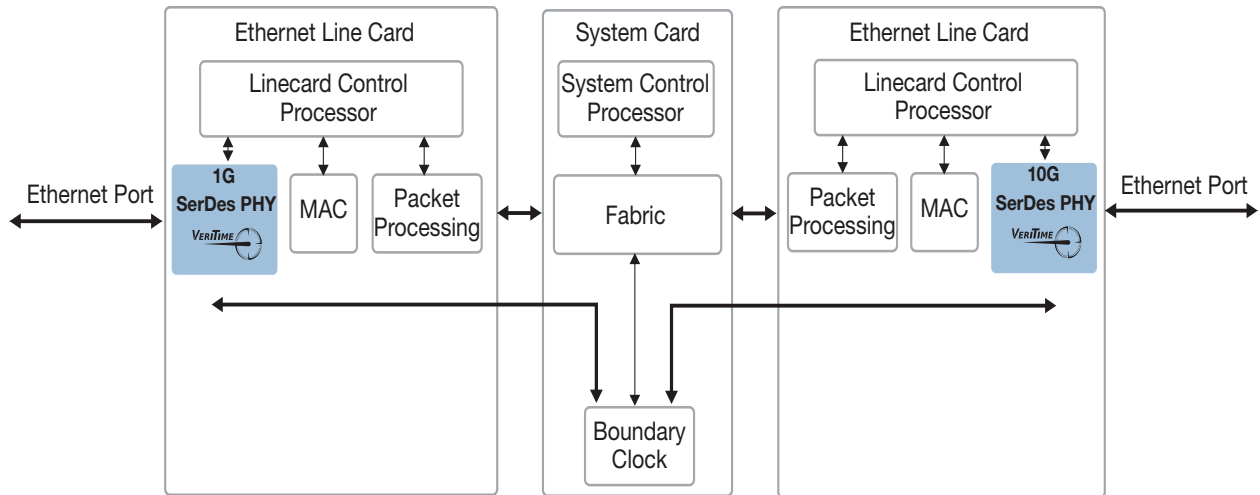 Ethernet Line Card
System Card
Ethernet Line Card
Linecard Control
Processor
System Control
Processor
Linecard Control
Processor
Ethernet Port
1G
SerDes PHY
VERITIME
MAC
Packet
Processing
Fabric
Packet
Processing
MAC
10G
SerDes PHY
VERITIME
Ethernet Port
Boundary
Clock